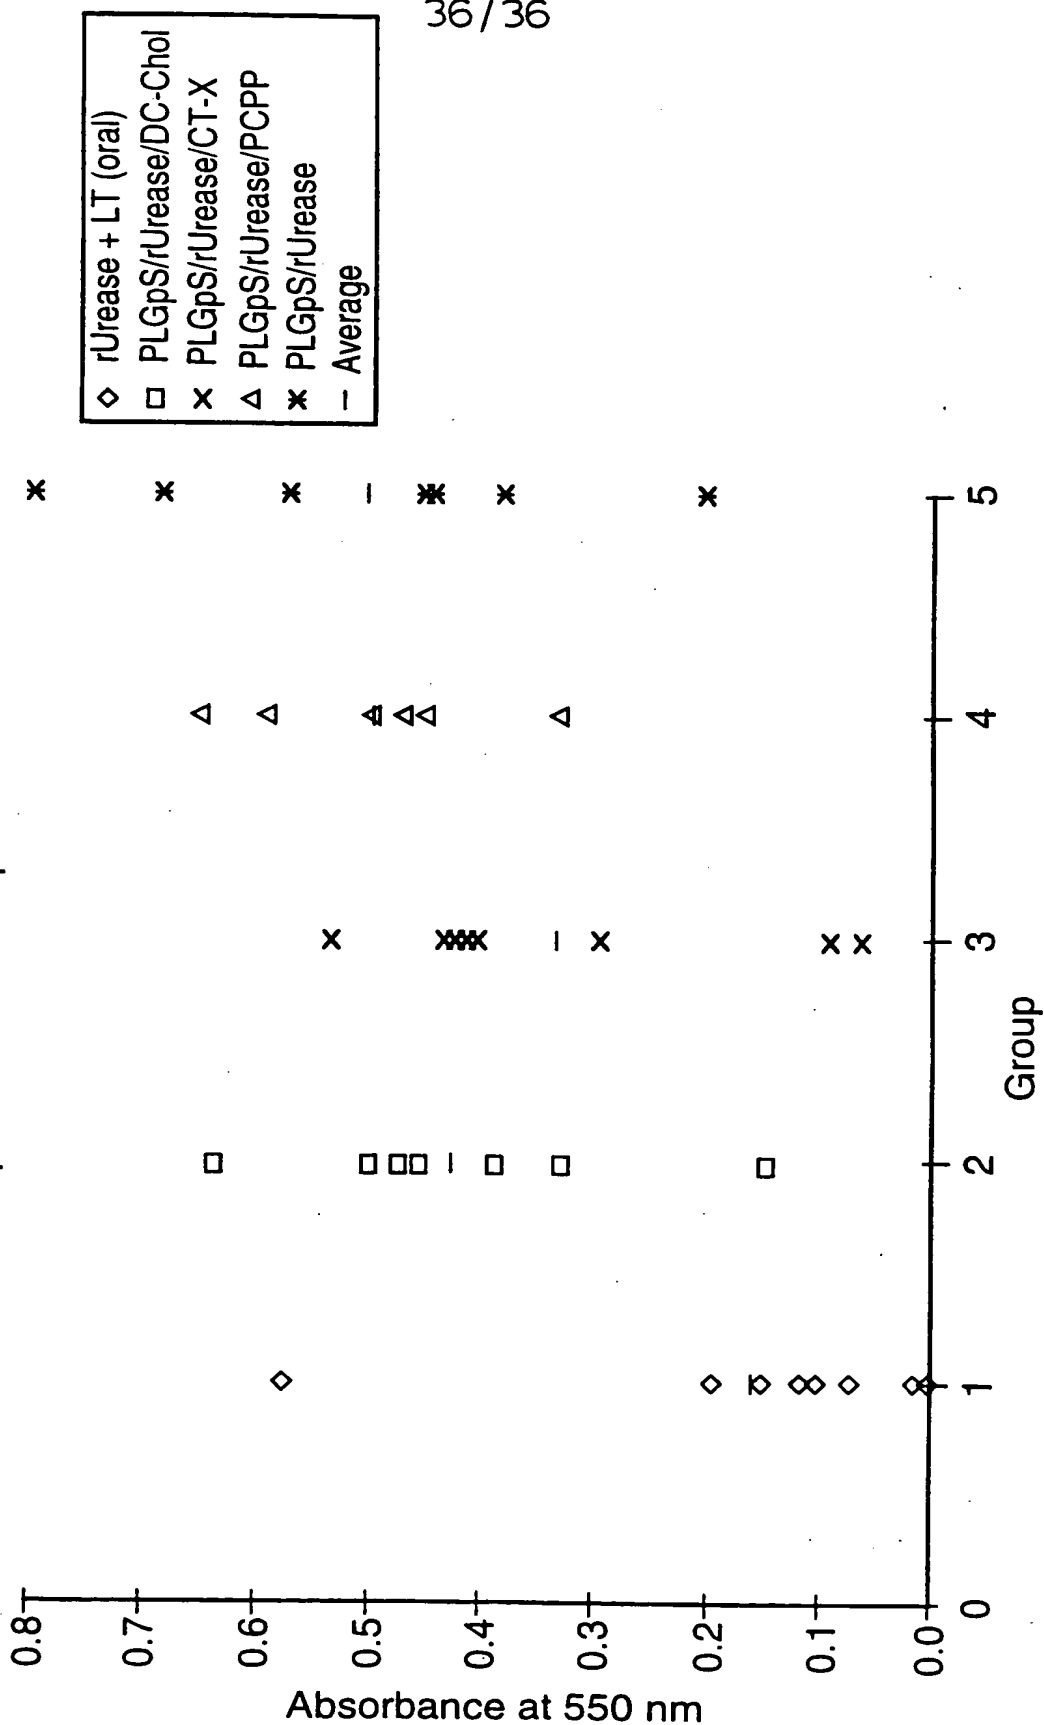 36/36
rUrease + LT (oral)
PLGpS/rUrease/DC-Chol
PLGpS/rUrease/CT-X
PLGpS/rUrease/PCPP
PLGpS/rUrease
Average
Absorbance at 550 nm
0.8
0.7
0.6
0.5
0.4
0.3
0.2
0.1
0.0
0
1
2
3
4
5
Group